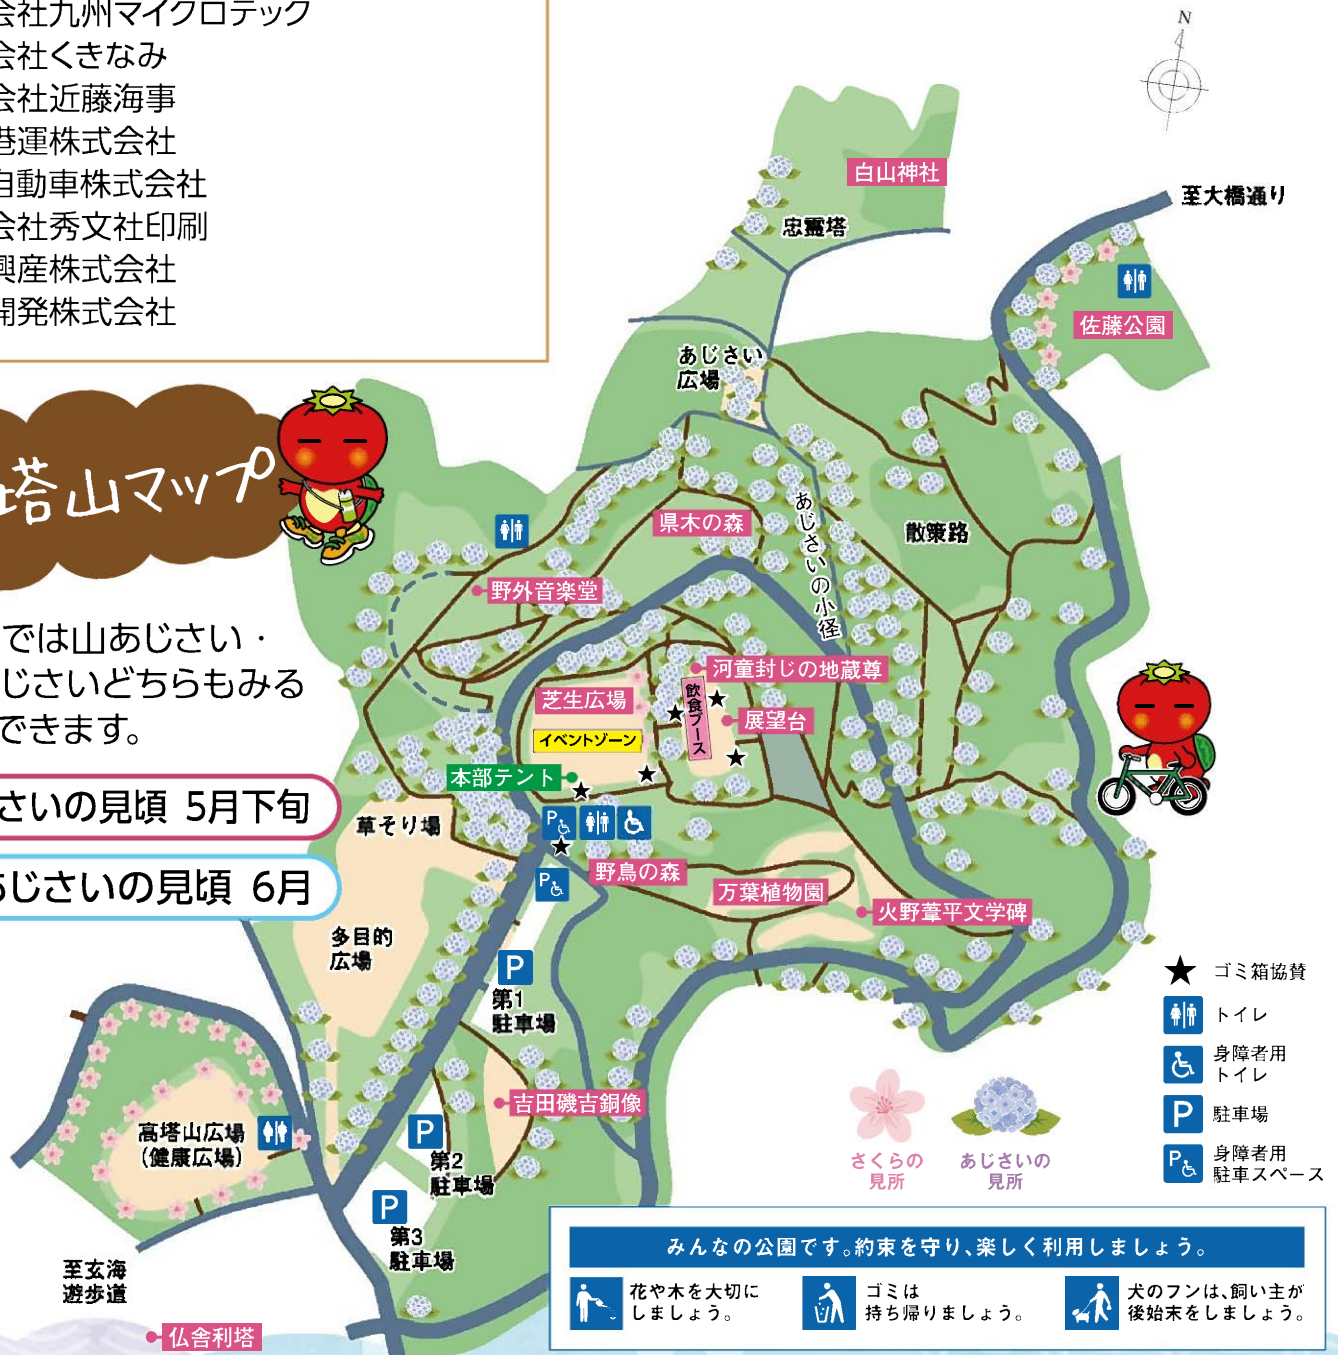 会社九州マイクロテック
会社くきなみ
会社近藤海事
港運株式会社
自動車株式会社
会社秀文社印刷
興産株式会社
開発株式会社
N
白山神社
忠霊塔
至大橋通り
佐藤公園
あじさい
広場
塔山マップ
県木の森
あじさいの小径
散策路
野外音楽堂
では山あじさい・
じさいどちらもみる
できます。
河童封じの地蔵尊
芝生広場
飲食ブース
展望台
イベントゾーン
本部テント
さいの見頃 5月下旬
草そり場
P
野鳥の森
あじさいの見頃 6月
P
万葉植物園
火野葦平文学碑
多目的
広場
P
第1
駐車場
★ ゴミ箱協賛
トイレ
身障者用
トイレ
P 駐車場
P 身障者用
駐車スペース
吉田磯吉銅像
さくらの
見所
あじさいの
見所
高塔山広場
(健康広場)
P
第2
駐車場
P
第3
駐車場
至玄海
遊歩道
仏舎利塔
みんなの公園です。約束を守り、楽しく利用しましょう。
花や木を大切に
しましょう。
ゴミは
持ち帰りましょう。
犬のフンは、飼い主が
後始末をしましょう。